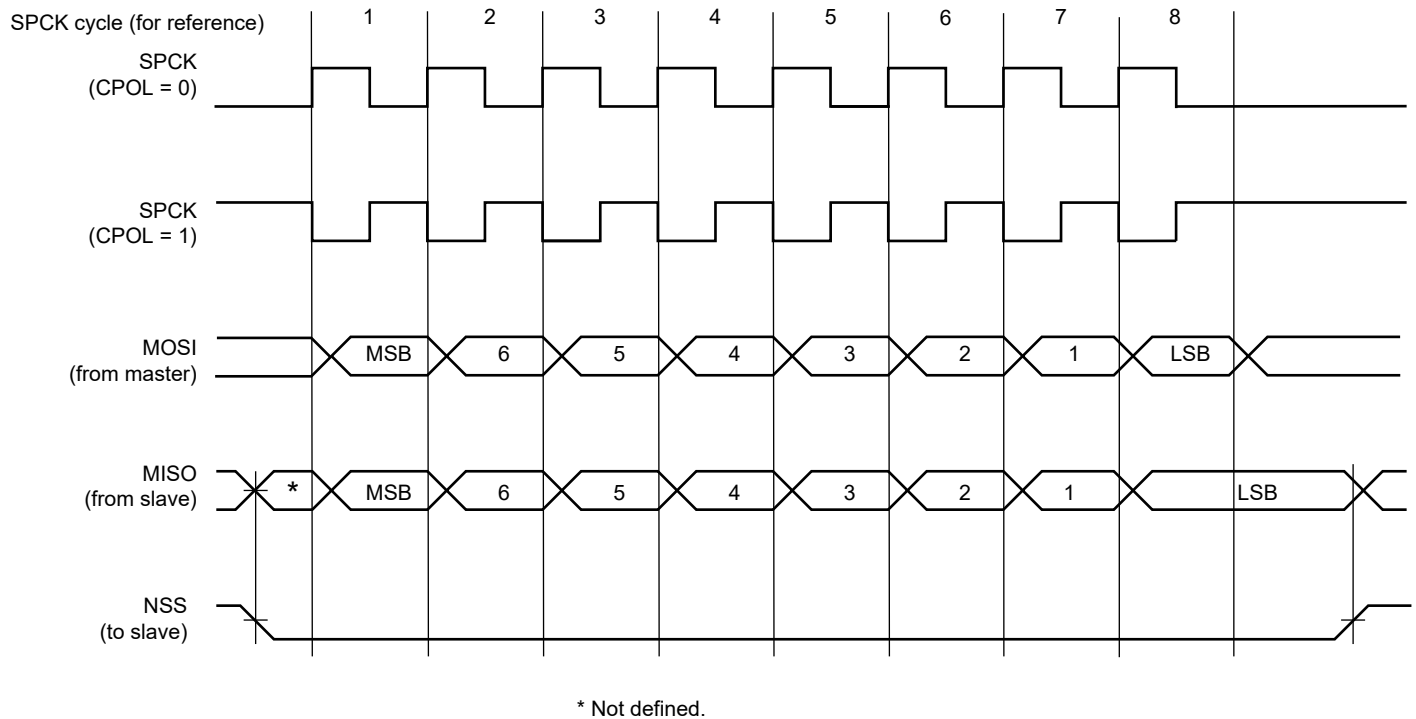 SPCK cycle (for reference)
1 2 3 4 5 6 7 8
SPCK
(CPOL = 0)
SPCK
(CPOL = 1)
MOSI
(from master)
MSB 6 5 4 3 2 1 LSB
MISO
(from slave)
* MSB 6 5 4 3 2 1 LSB
NSS
(to slave)
* Not defined.